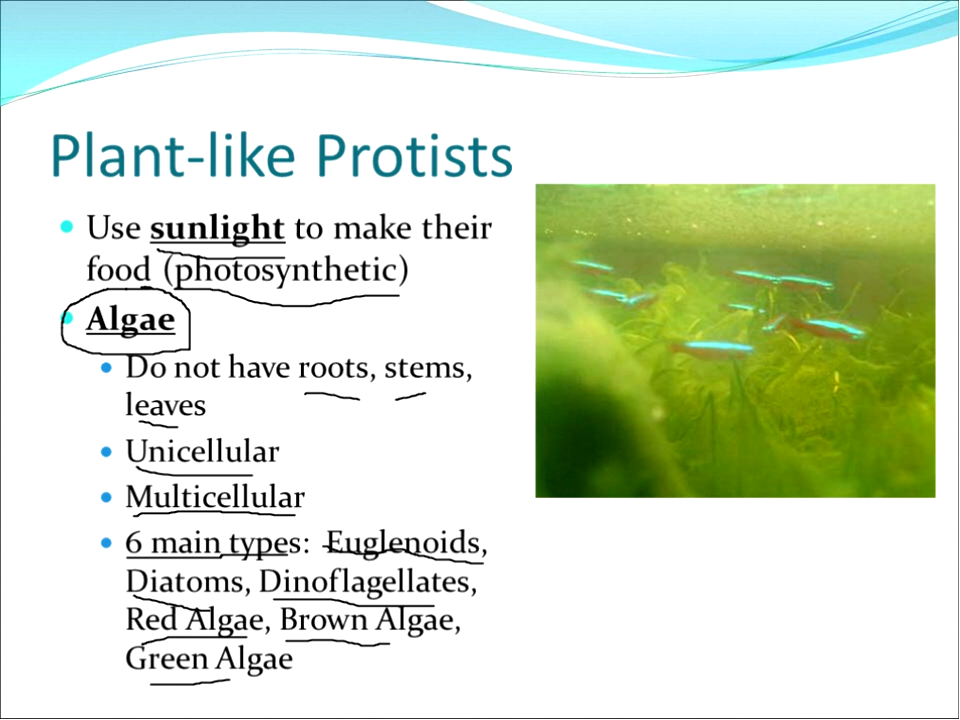 Plant-like Protists
Use sunlight to make their
food (photosynthetic)
Algae
Do not have roots, stems,
leaves
Unicellular
Multicellular
6 main types: Euglenoids,
Diatoms, Dinoflagellates,
Red Algae, Brown Algae,
Green Algae